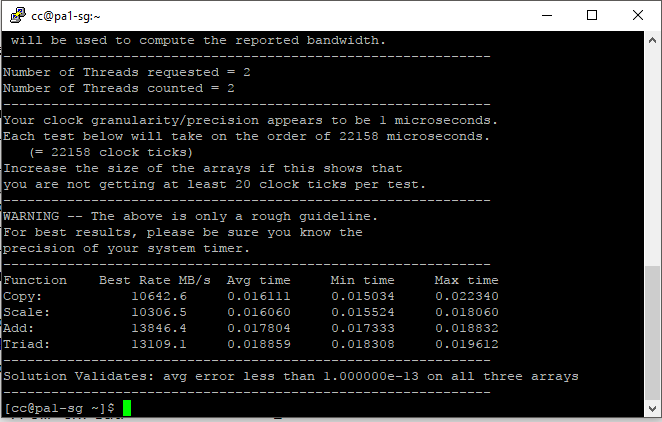 cc@pa1-sg:~
will be used to compute the reported bandwidth.
-------------------------------------------------------------
Number of Threads requested = 2
Number of Threads counted = 2
-------------------------------------------------------------
Your clock granularity/precision appears to be 1 microseconds.
Each test below will take on the order of 22158 microseconds.
   (= 22158 clock ticks)
Increase the size of the arrays if this shows that
you are not getting at least 20 clock ticks per test.
-------------------------------------------------------------
WARNING -- The above is only a rough guideline.
For best results, please be sure you know the
precision of your system timer.
-------------------------------------------------------------
Function    Best Rate MB/s  Avg time     Min time     Max time
Copy:           10642.6     0.016111     0.015034     0.022340
Scale:          10306.5     0.016060     0.015524     0.018060
Add:            13846.4     0.017804     0.017333     0.018832
Triad:          13109.1     0.018859     0.018308     0.019612
-------------------------------------------------------------
Solution Validates: avg error less than 1.000000e-13 on all three arrays
-------------------------------------------------------------
[cc@pa1-sg ~]$